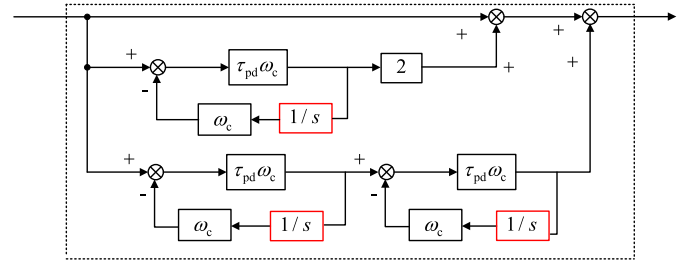 + +
+ τpdωc 2 + +
-
ωc 1/s
+ τpdωc + τpdωc
- -
ωc 1/s ωc 1/s